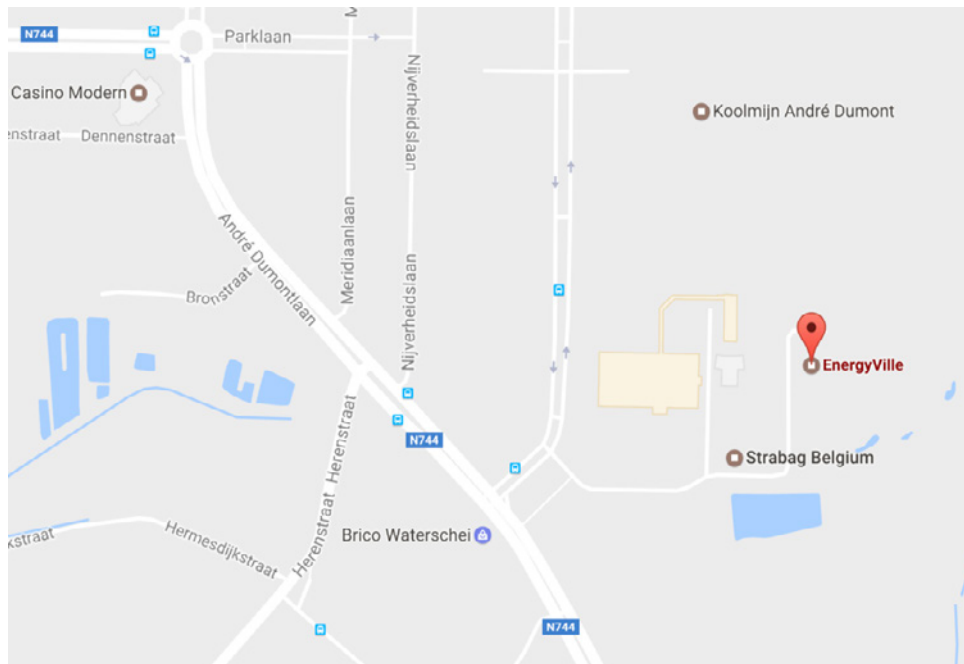 N744
Parklaan
M
Casino Modern
Nijverheidslaan
Koolmijn André Dumont
enstraat
Dennenstraat
André Dumontlaan
Meridiaanlaan
Bronstraat
Nijverheidslaan
EnergyVille
Herenstraat
N744
Strabag Belgium
Herenstraat
Brico Waterschei
kstraat
Hermesdijkstraat
N744